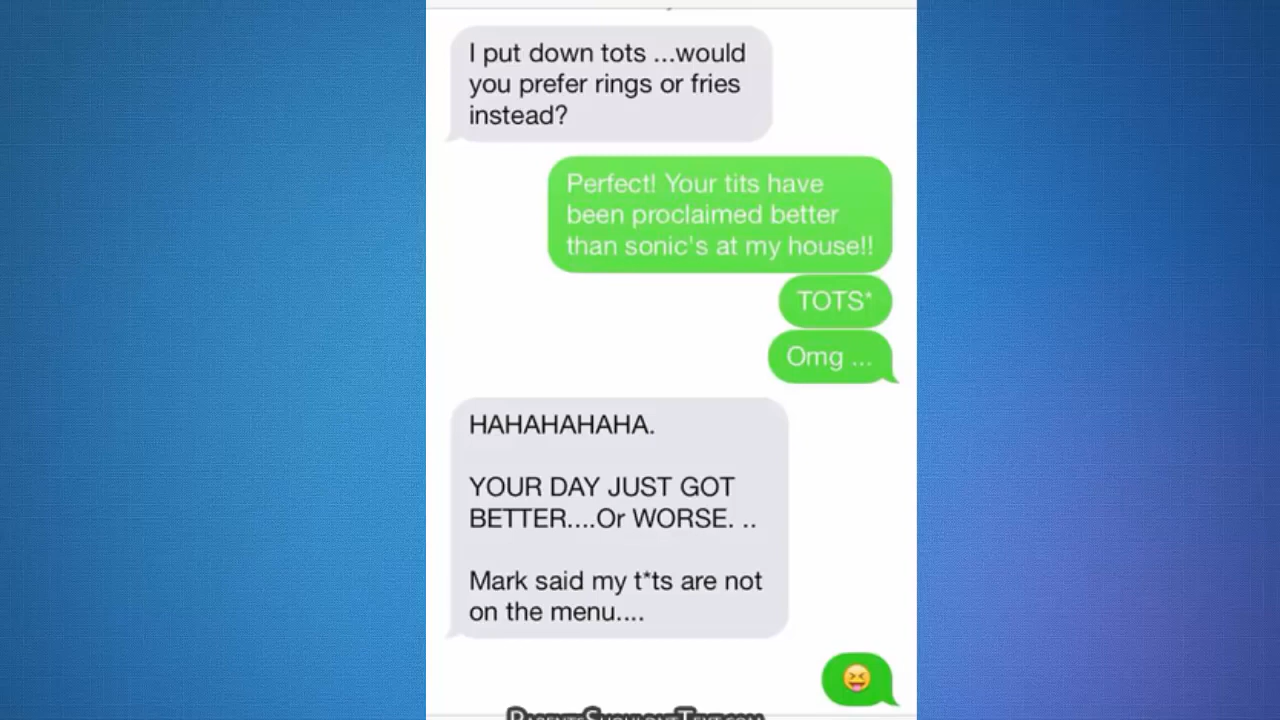 I put down tots ...would
you prefer rings or fries
instead?
Perfect! Your tits have
been proclaimed better
than sonic's at my house!!
TOTS*
Omg ...
HAHAHAHAHA.
YOUR DAY JUST GOT
BETTER....Or WORSE. ..
Mark said my t*ts are not
on the menu....
ParentsShouldntText.com